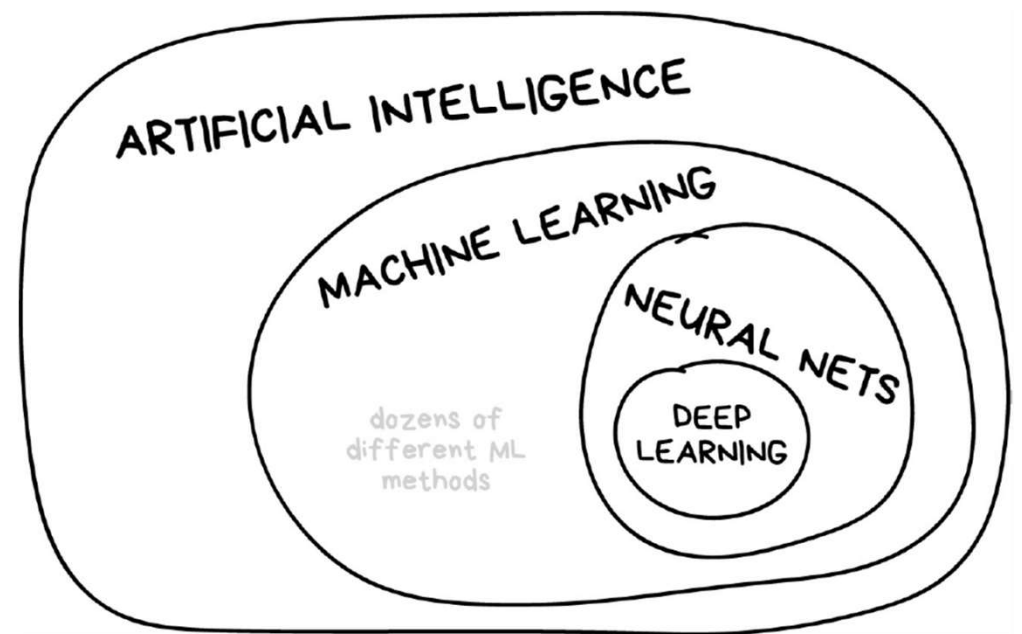 ARTIFICIAL INTELLIGENCE
MACHINE LEARNING
NEURAL NETS
DEEP
LEARNING
dozens of
different ML
methods